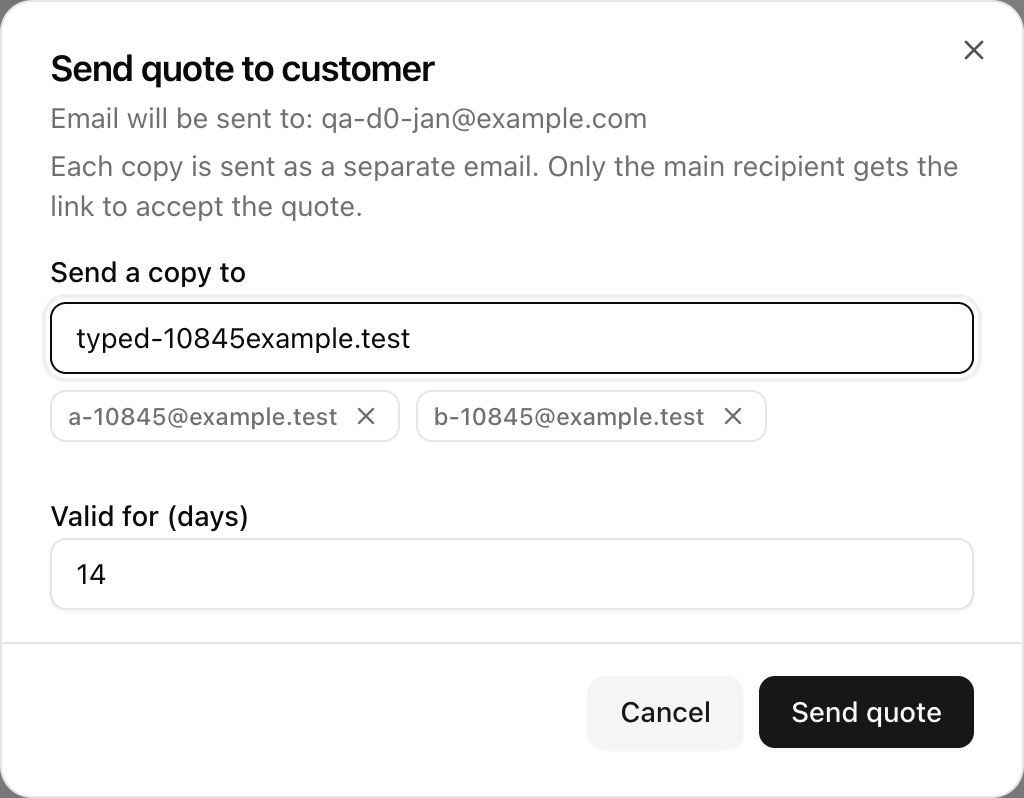 Send quote to customer
Email will be sent to: qa-d0-jan@example.com
Each copy is sent as a separate email. Only the main recipient gets the
link to accept the quote.
Send a copy to
typed-10845example.test
a-10845@example.test
b-10845@example.test
Valid for (days)
14
Cancel
Send quote